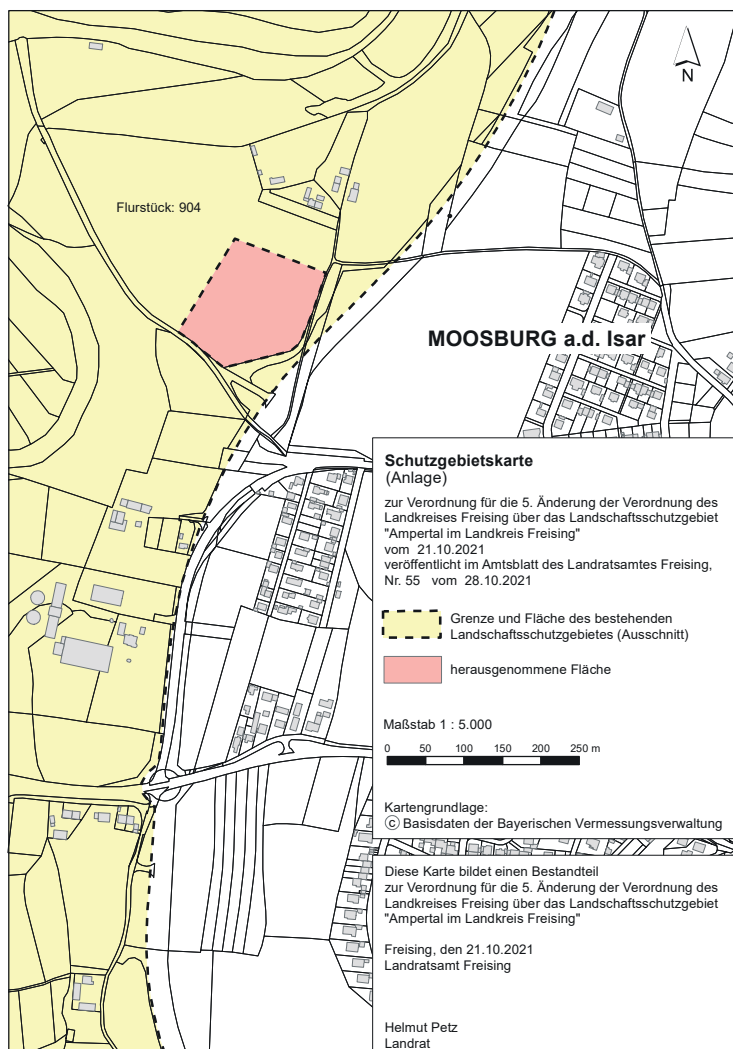 N
Flurstück: 904
MOOSBURG a.d. Isar
Schutzgebietskarte
(Anlage)
zur Verordnung für die 5. Änderung der Verordnung des
Landkreises Freising über das Landschaftsschutzgebiet
"Ampertal im Landkreis Freising"
vom 21.10.2021
veröffentlicht im Amtsblatt des Landratsamtes Freising,
Nr. 55 vom 28.10.2021
Grenze und Fläche des bestehenden
Landschaftsschutzgebietes (Ausschnitt)
herausgenommene Fläche
Maßstab 1 : 5.000
0 50 100 150 200 250 m
Kartengrundlage:
© Basisdaten der Bayerischen Vermessungsverwaltung
Diese Karte bildet einen Bestandteil
zur Verordnung für die 5. Änderung der Verordnung des
Landkreises Freising über das Landschaftsschutzgebiet
"Ampertal im Landkreis Freising"
Freising, den 21.10.2021
Landratsamt Freising
Helmut Petz
Landrat